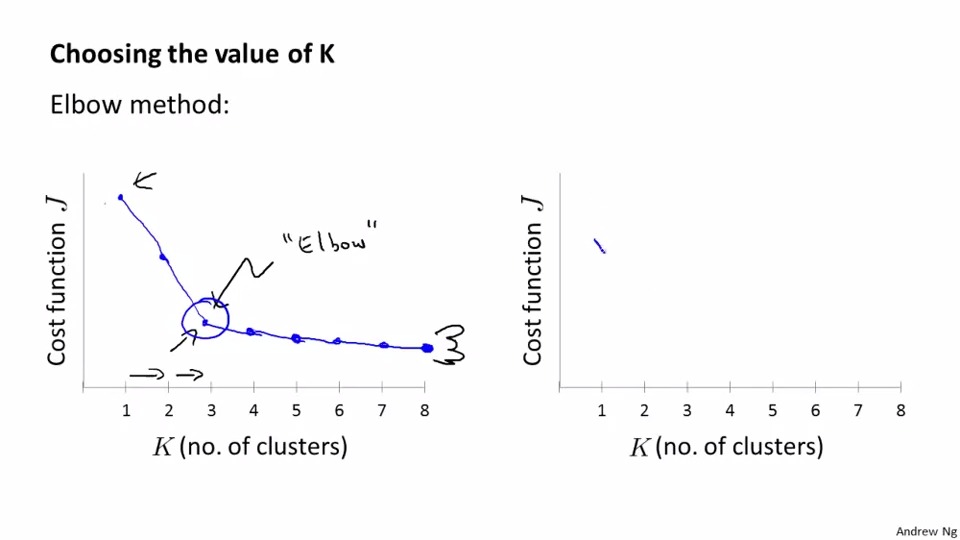 Choosing the value of K
Elbow method:
"Elbow"
Cost function J
1 2 3 4 5 6 7 8
K (no. of clusters)
Cost function J
1 2 3 4 5 6 7 8
K (no. of clusters)
Andrew Ng